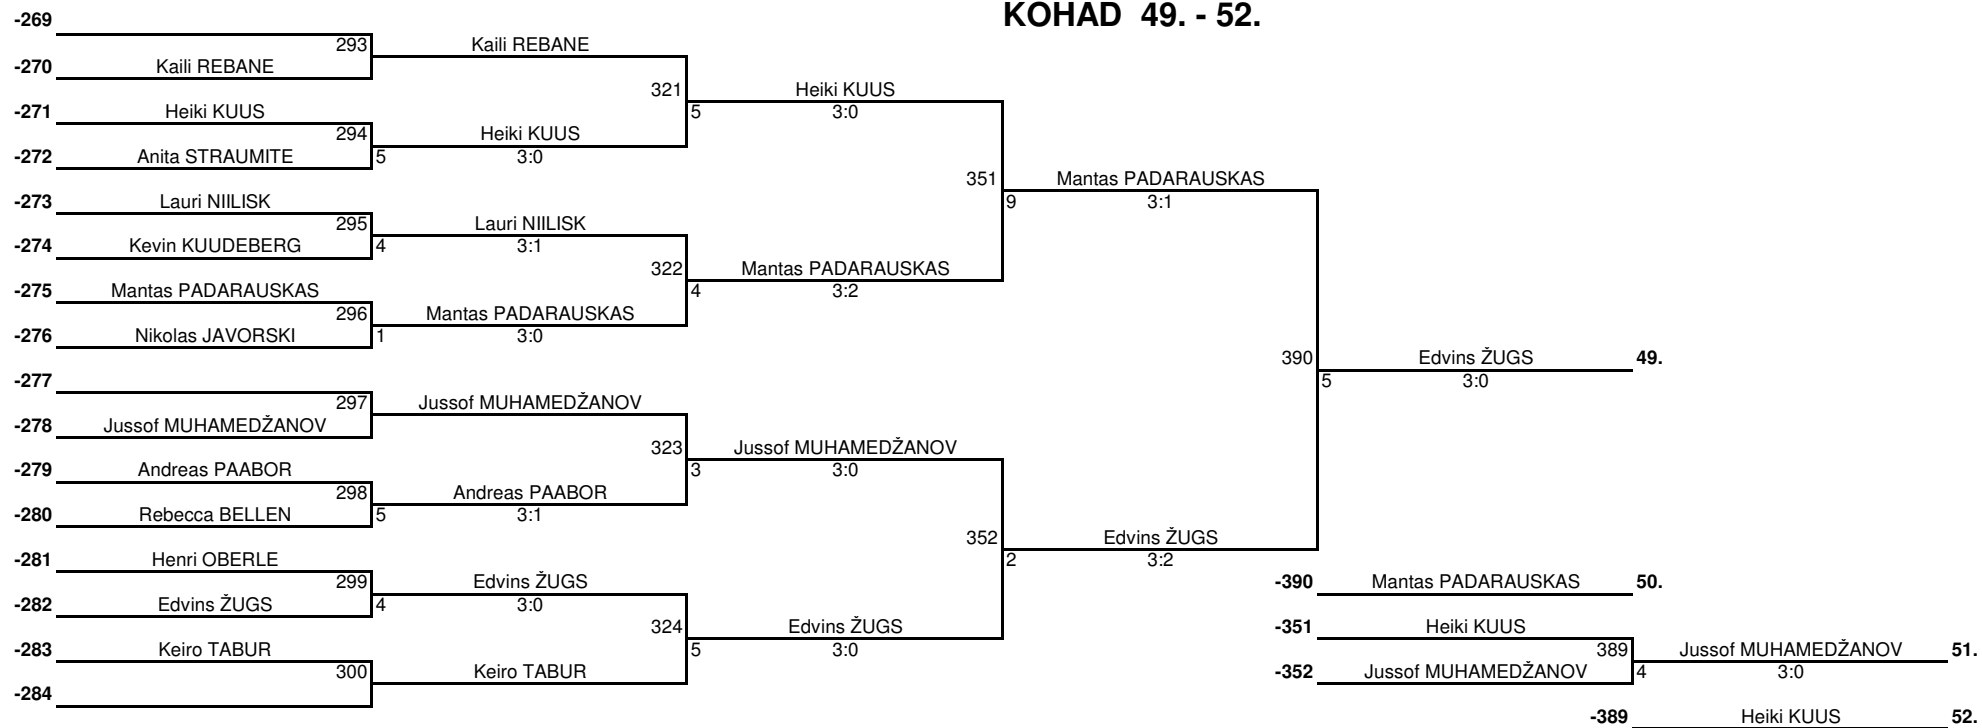 KOHAD 49. - 52.
-269
293 Kaili REBANE
-270 Kaili REBANE
321 Heiki KUUS
5 3:0
-271 Heiki KUUS
294 Heiki KUUS
-272 Anita STRAUMITE 5 3:0
351 Mantas PADARAUSKAS
9 3:1
-273 Lauri NIILISK
295 Lauri NIILISK
-274 Kevin KUUDEBERG 4 3:1
322 Mantas PADARAUSKAS
4 3:2
-275 Mantas PADARAUSKAS
296 Mantas PADARAUSKAS
-276 Nikolas JAVORSKI 1 3:0
390 Edvins ŽUGS 49.
5 3:0
-277
297 Jussof MUHAMEDŽANOV
-278 Jussof MUHAMEDŽANOV
323 Jussof MUHAMEDŽANOV
3 3:0
-279 Andreas PAABOR
298 Andreas PAABOR
-280 Rebecca BELLEN 5 3:1
352 Edvins ŽUGS
2 3:2
-281 Henri OBERLE
299 Edvins ŽUGS
-282 Edvins ŽUGS 4 3:0
324 Edvins ŽUGS
5 3:0
-283 Keiro TABUR
300 Keiro TABUR
-284
-390 Mantas PADARAUSKAS 50.
-351 Heiki KUUS
389 Jussof MUHAMEDŽANOV 51.
-352 Jussof MUHAMEDŽANOV 4 3:0
-389 Heiki KUUS 52.